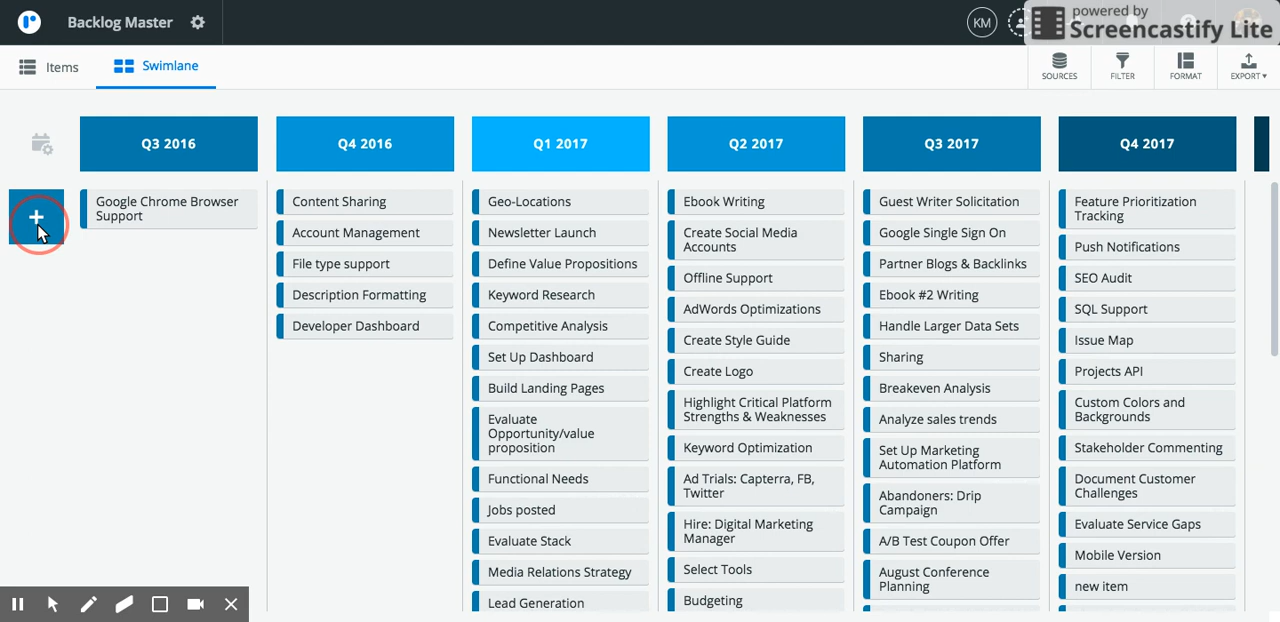 Backlog Master
KM
powered by
Screencastify Lite
Items
Swimlane
SOURCES
FILTER
FORMAT
EXPORT
Q3 2016
Q4 2016
Q1 2017
Q2 2017
Q3 2017
Q4 2017
Google Chrome Browser
Support
Content Sharing
Account Management
File type support
Description Formatting
Developer Dashboard
Geo-Locations
Newsletter Launch
Define Value Propositions
Keyword Research
Competitive Analysis
Set Up Dashboard
Build Landing Pages
Evaluate
Opportunity/value
proposition
Functional Needs
Jobs posted
Evaluate Stack
Media Relations Strategy
Lead Generation
Ebook Writing
Create Social Media
Accounts
Offline Support
AdWords Optimizations
Create Style Guide
Create Logo
Highlight Critical Platform
Strengths & Weaknesses
Keyword Optimization
Ad Trials: Capterra, FB,
Twitter
Hire: Digital Marketing
Manager
Select Tools
Budgeting
Guest Writer Solicitation
Google Single Sign On
Partner Blogs & Backlinks
Ebook #2 Writing
Handle Larger Data Sets
Sharing
Breakeven Analysis
Analyze sales trends
Set Up Marketing
Automation Platform
Abandoners: Drip
Campaign
A/B Test Coupon Offer
August Conference
Planning
Feature Prioritization
Tracking
Push Notifications
SEO Audit
SQL Support
Issue Map
Projects API
Custom Colors and
Backgrounds
Stakeholder Commenting
Document Customer
Challenges
Evaluate Service Gaps
Mobile Version
new item